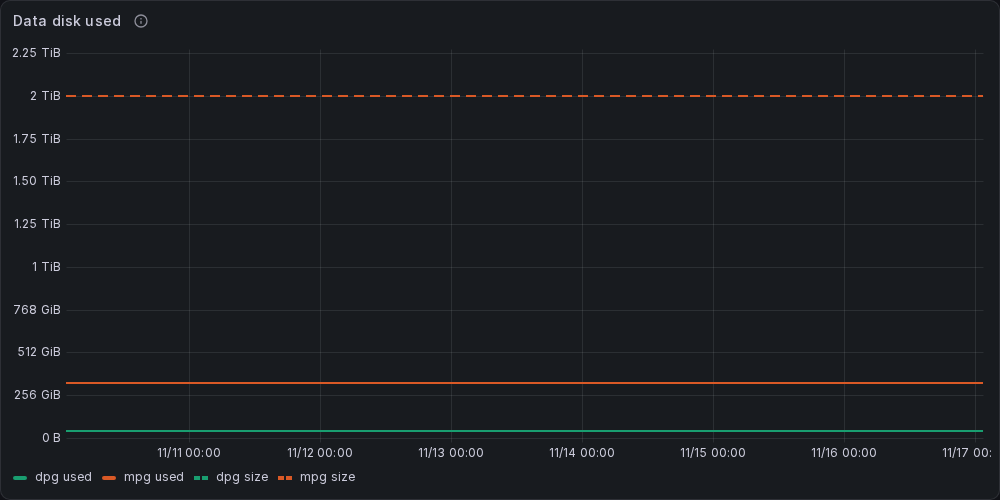 Data disk used
2.25 TiB
2 TiB
1.75 TiB
1.50 TiB
1.25 TiB
1 TiB
768 GiB
512 GiB
256 GiB
0 B
11/11 00:00 11/12 00:00 11/13 00:00 11/14 00:00 11/15 00:00 11/16 00:00 11/17 00:
dpg used mpg used dpg size mpg size